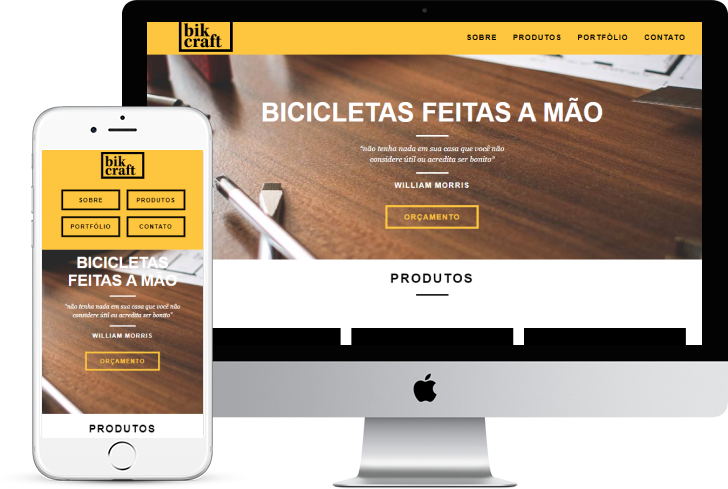 bik
craft
SOBRE PRODUTOS PORTFÓLIO CONTATO
BICICLETAS FEITAS A MÃO
“não tenha nada em sua casa que você não
considere útil ou acredita ser bonito”
WILLIAM MORRIS
ORÇAMENTO
PRODUTOS
bik
craft
SOBRE PRODUTOS
PORTFÓLIO CONTATO
BICICLETAS
FEITAS A MÃO
“não tenha nada em sua casa que você não
considere útil ou acredita ser bonito”
WILLIAM MORRIS
ORÇAMENTO
PRODUTOS